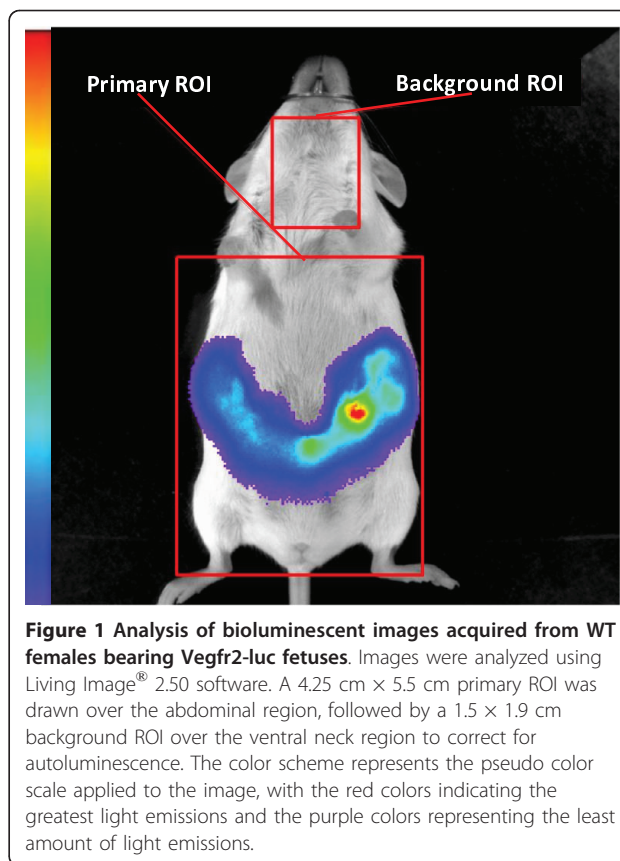 Primary ROI
Background ROI
Figure 1 Analysis of bioluminescent images acquired from WT
females bearing Vegfr2-luc fetuses. Images were analyzed using
Living Image® 2.50 software. A 4.25 cm × 5.5 cm primary ROI was
drawn over the abdominal region, followed by a 1.5 × 1.9 cm
background ROI over the ventral neck region to correct for
autoluminescence. The color scheme represents the pseudo color
scale applied to the image, with the red colors indicating the
greatest light emissions and the purple colors representing the least
amount of light emissions.